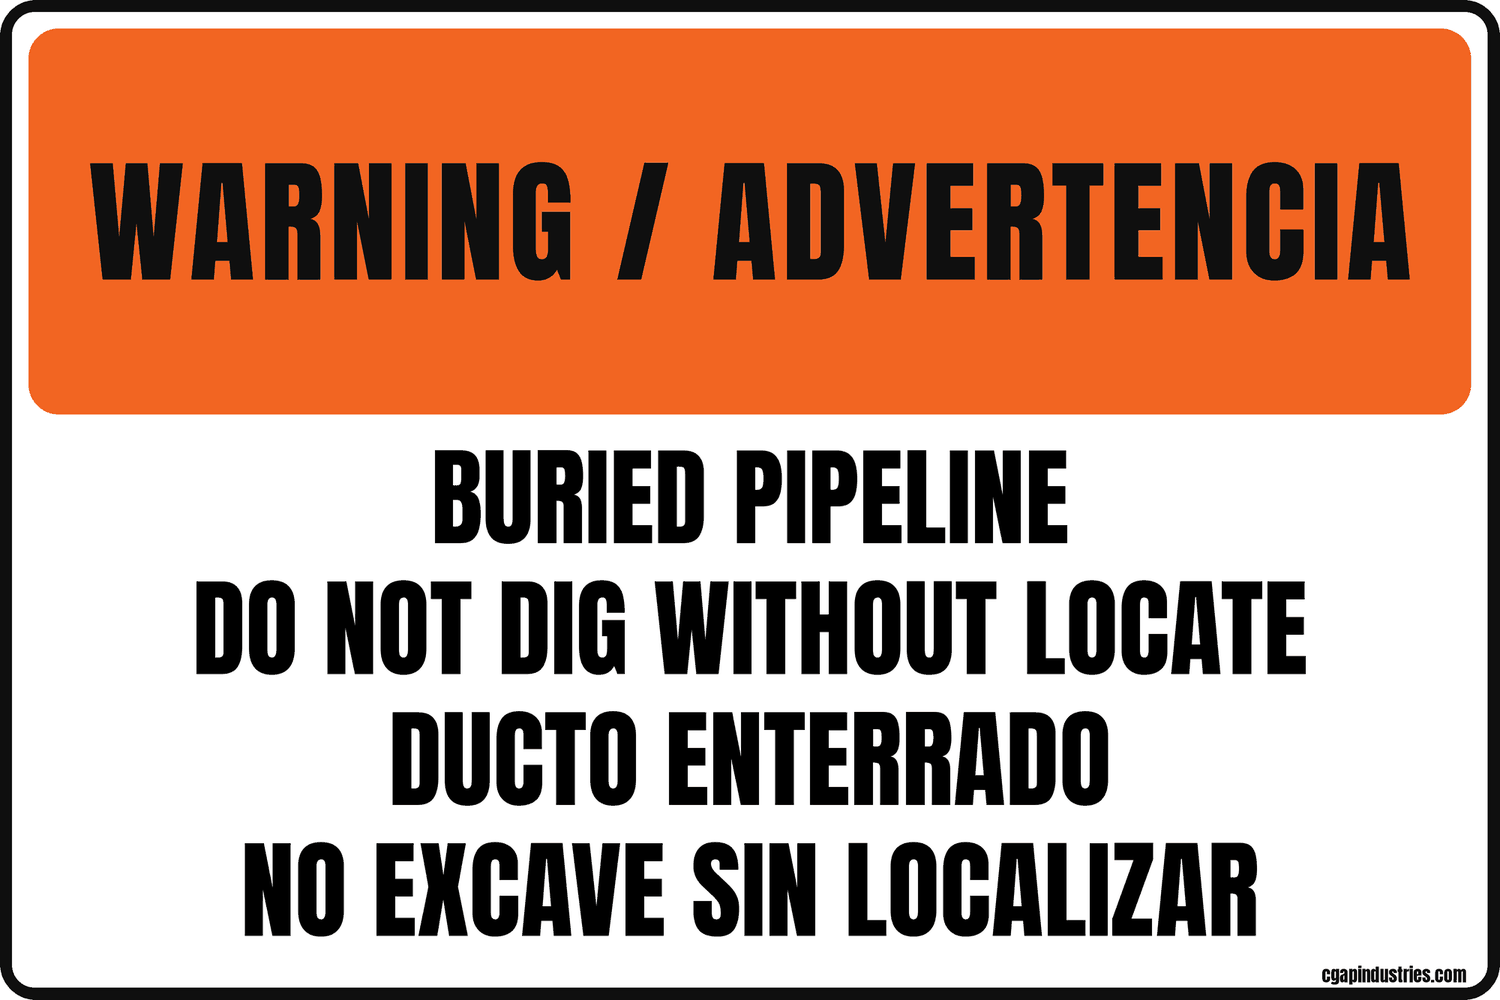 WARNING / ADVERTENCIA
BURIED PIPELINE
DO NOT DIG WITHOUT LOCATE
DUCTO ENTERRADO
NO EXCAVE SIN LOCALIZAR
cgapindustries.com